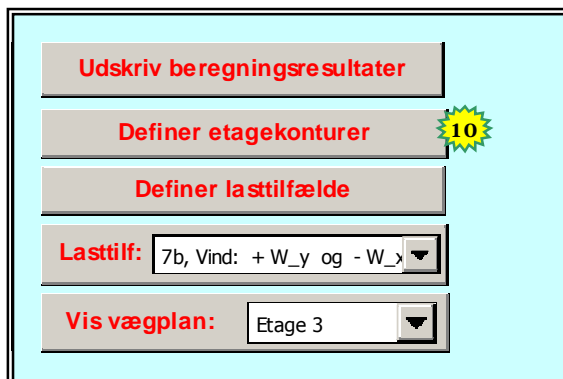 Udskriv beregningsresultater
Definer etagekonturer 10
Definer lasttilfælde
Lasttilf: 7b, Vind: + W_y og - W_x
Vis vægplan: Etage 3